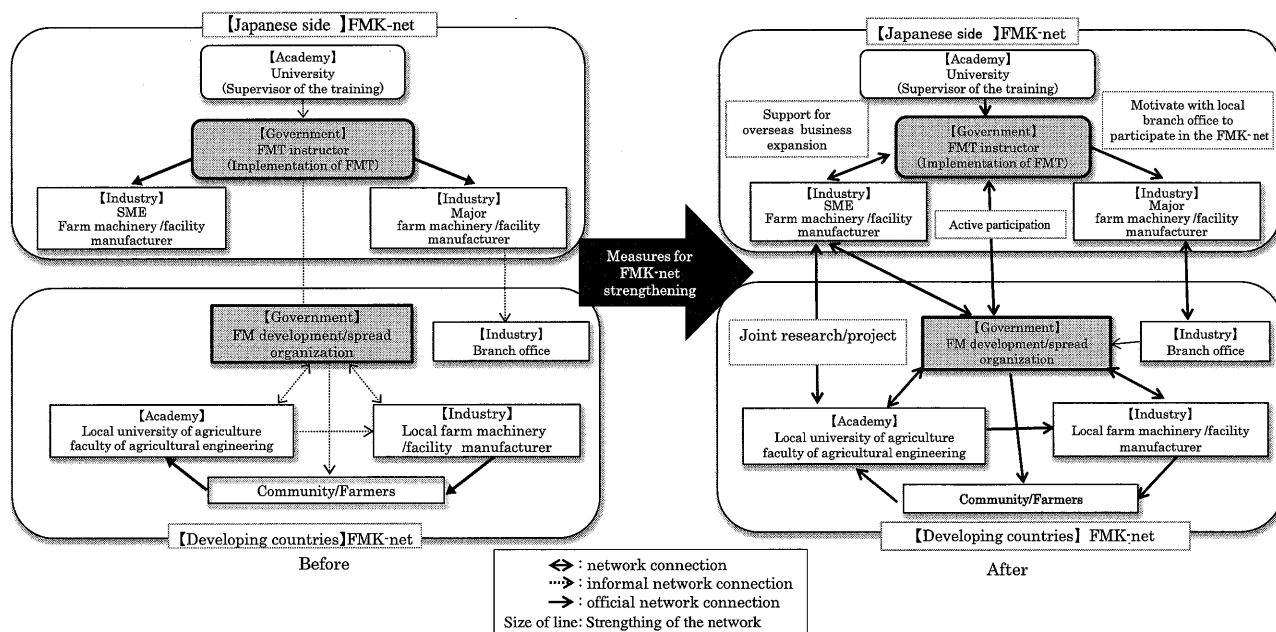 【Japanese side 】FMK-net
【Academy】
University
(Supervisor of the training)
【Government】
FMT instructor
(Implementation of FMT)
【Industry】
SME
Farm machinery /facility
manufacturer
【Industry】
Major
farm machinery /facility
manufacturer
【Government】
FM development/spread
organization
【Industry】
Branch office
【Academy】
Local university of agriculture
faculty of agricultural engineering
【Industry】
Local farm machinery
/facility manufacturer
Community/Farmers
【Developing countries】FMK-net
Before
Measures for
FMK-net
strengthening
【Japanese side 】FMK-net
【Academy】
University
(Supervisor of the training)
Support for
overseas business
expansion
【Government】
FMT instructor
(Implementation of FMT)
Motivate with local
branch office to
participate in the FMK-net
【Industry】
SME
Farm machinery /facility
manufacturer
Active participation
【Industry】
Major
farm machinery /facility
manufacturer
Joint research/project
【Government】
FM development/spread
organization
【Industry】
Branch office
【Academy】
Local university of agriculture
faculty of agricultural engineering
【Industry】
Local farm machinery /facility
manufacturer
Community/Farmers
【Developing countries】 FMK-net
After
: network connection
: informal network connection
: official network connection
Size of line: Strengthing of the network